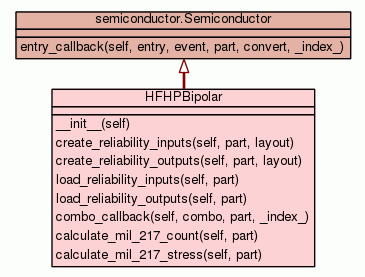 semiconductor.Semiconductor
entry_callback(self, entry, event, part, convert, _index_)
HFHPBipolar
__init__(self)
create_reliability_inputs(self, part, layout)
create_reliability_outputs(self, part, layout)
load_reliability_inputs(self, part)
load_reliability_outputs(self, part)
combo_callback(self, combo, part, _index_)
calculate_mil_217_count(self, part)
calculate_mil_217_stress(self, part)